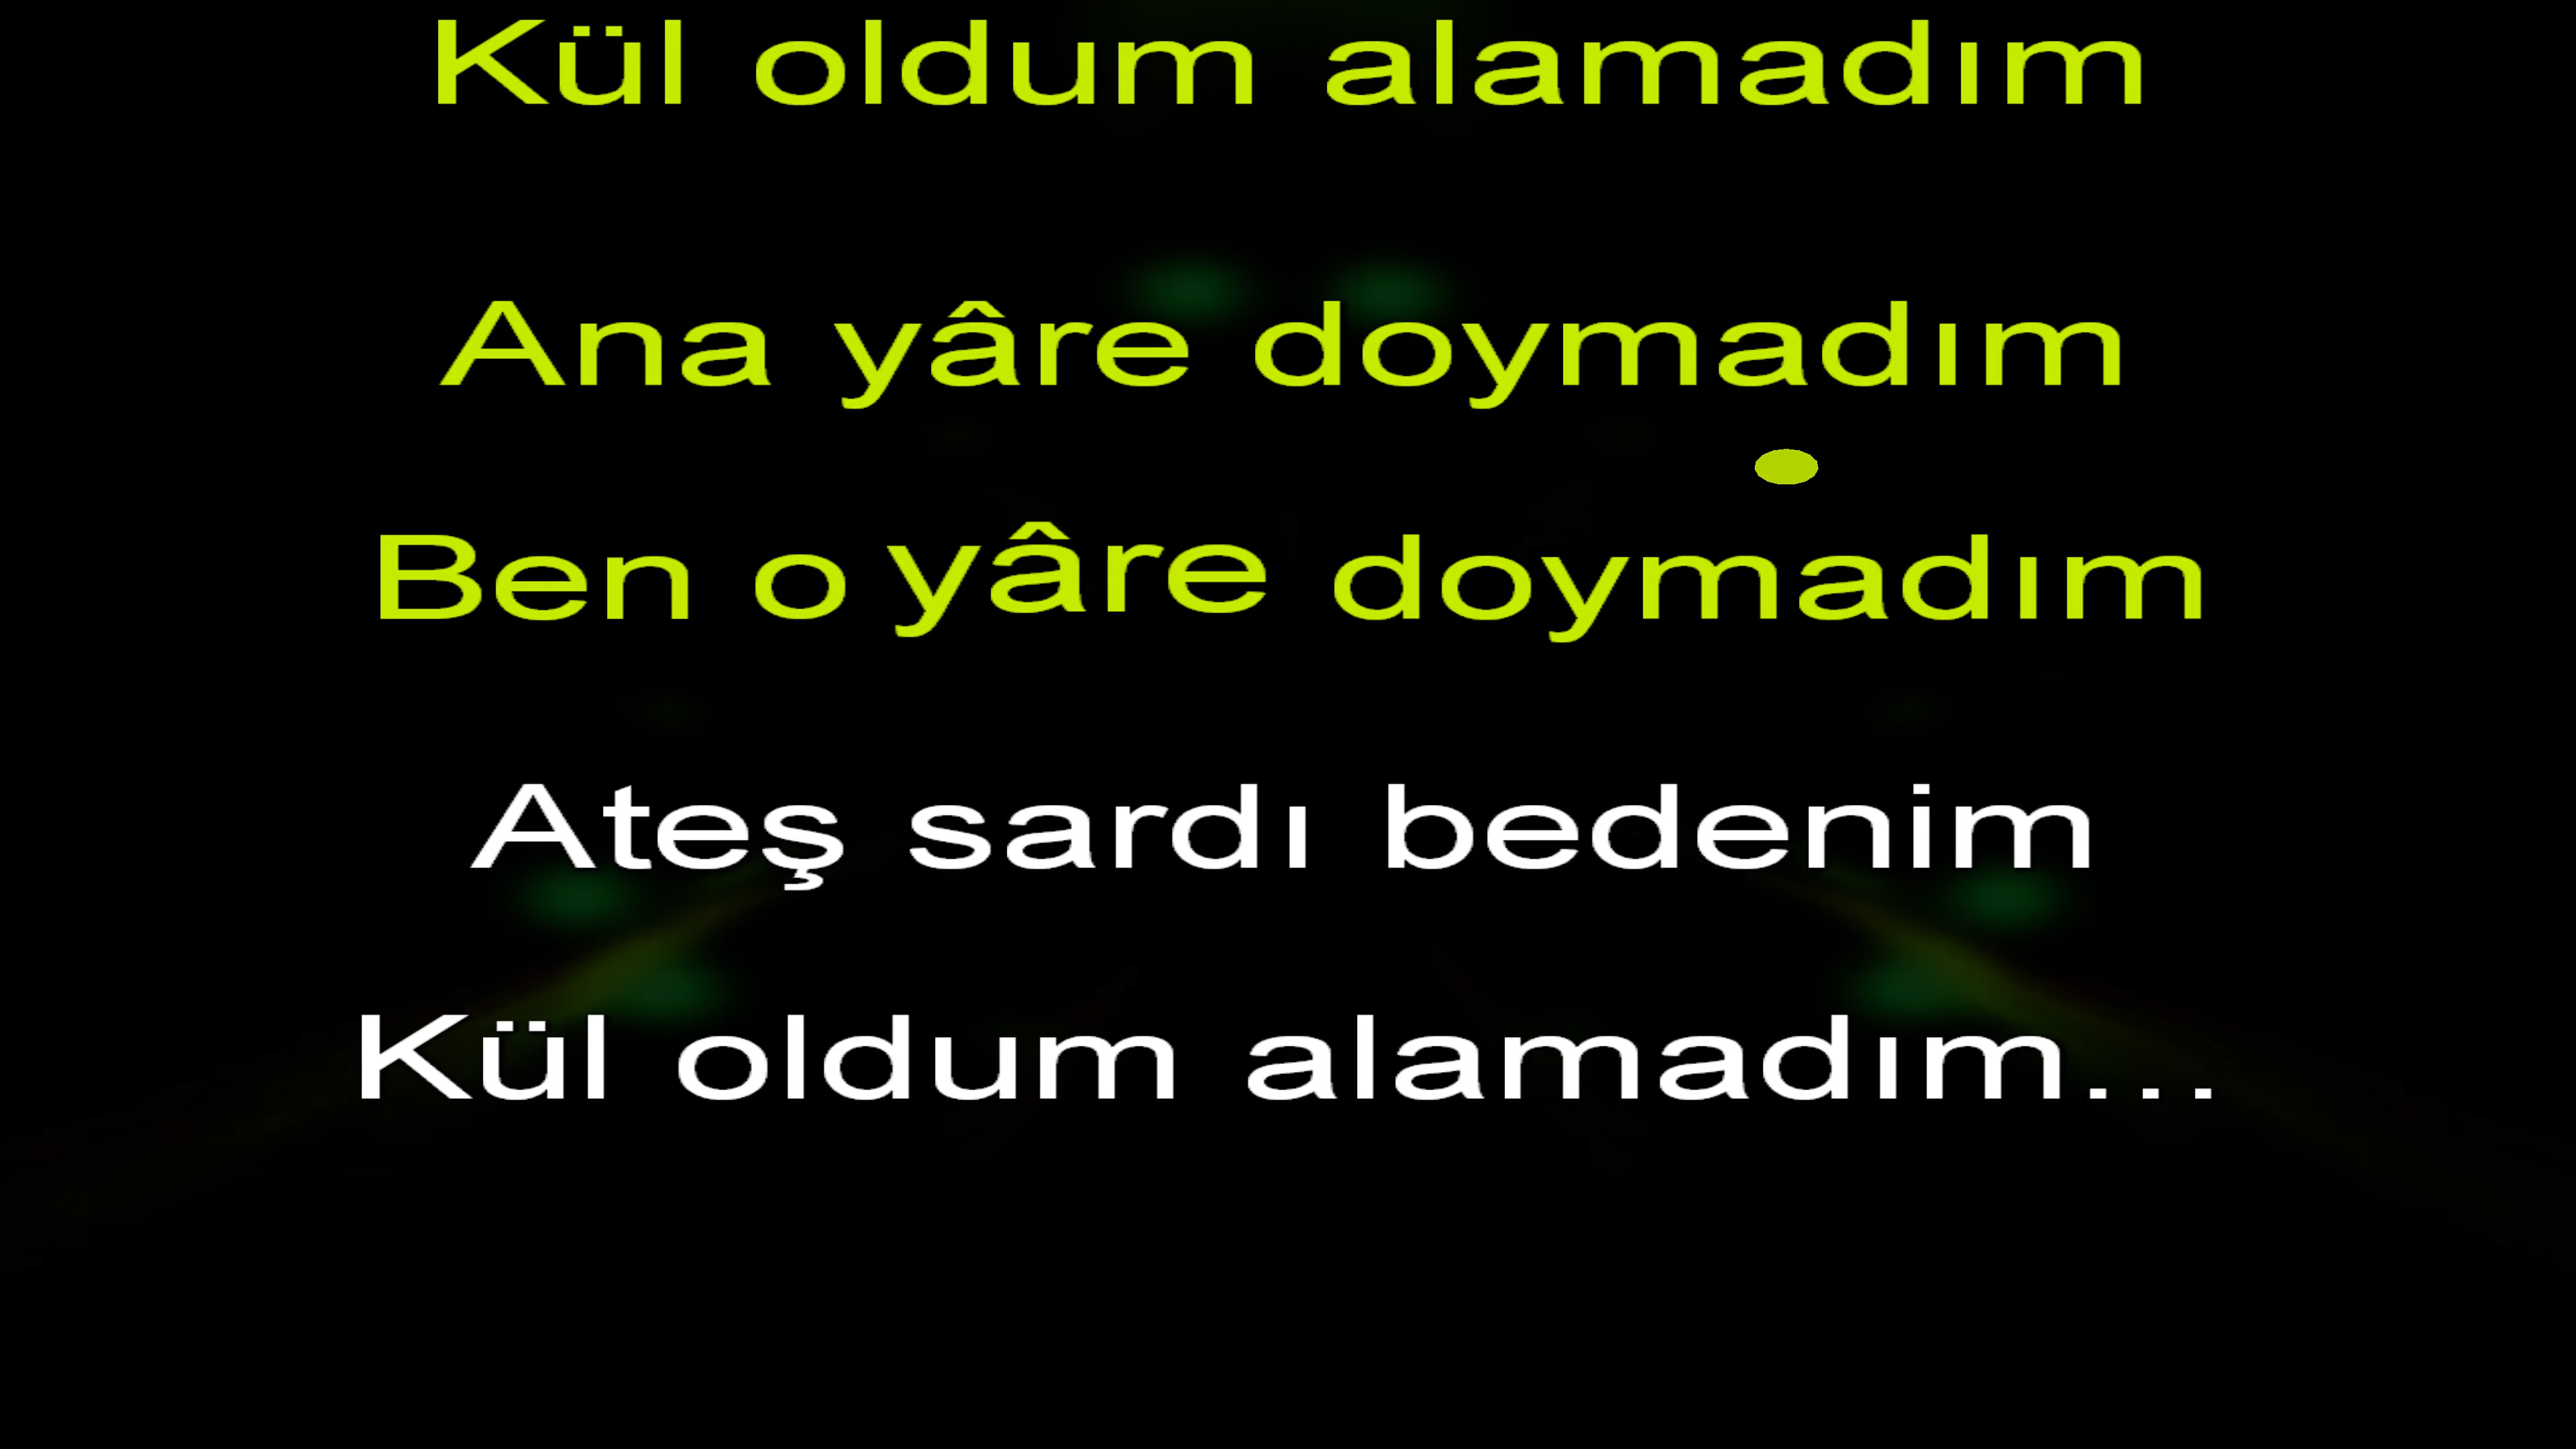 Kül oldum alamadım
Ana yâre doymadım
Ben o yâre doymadım
Ateş sardı bedenim
Kül oldum alamadım...